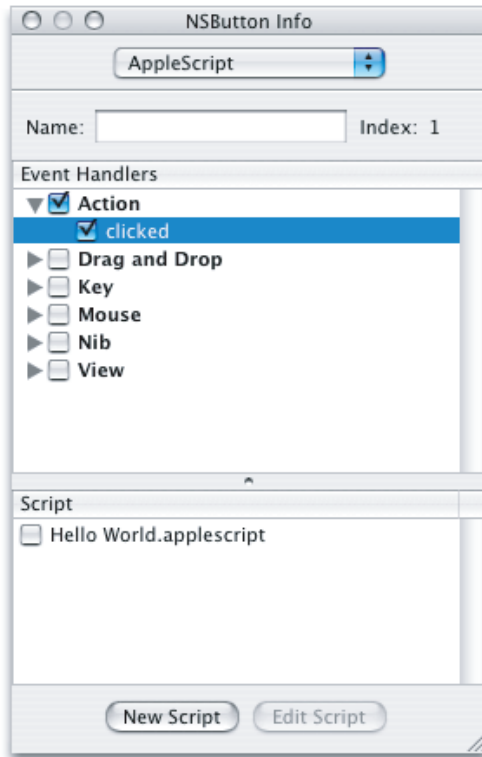 NSButton Info
AppleScript
Name: Index: 1
Event Handlers
Action
clicked
Drag and Drop
Key
Mouse
Nib
View
Script
Hello World.applescript
New Script Edit Script